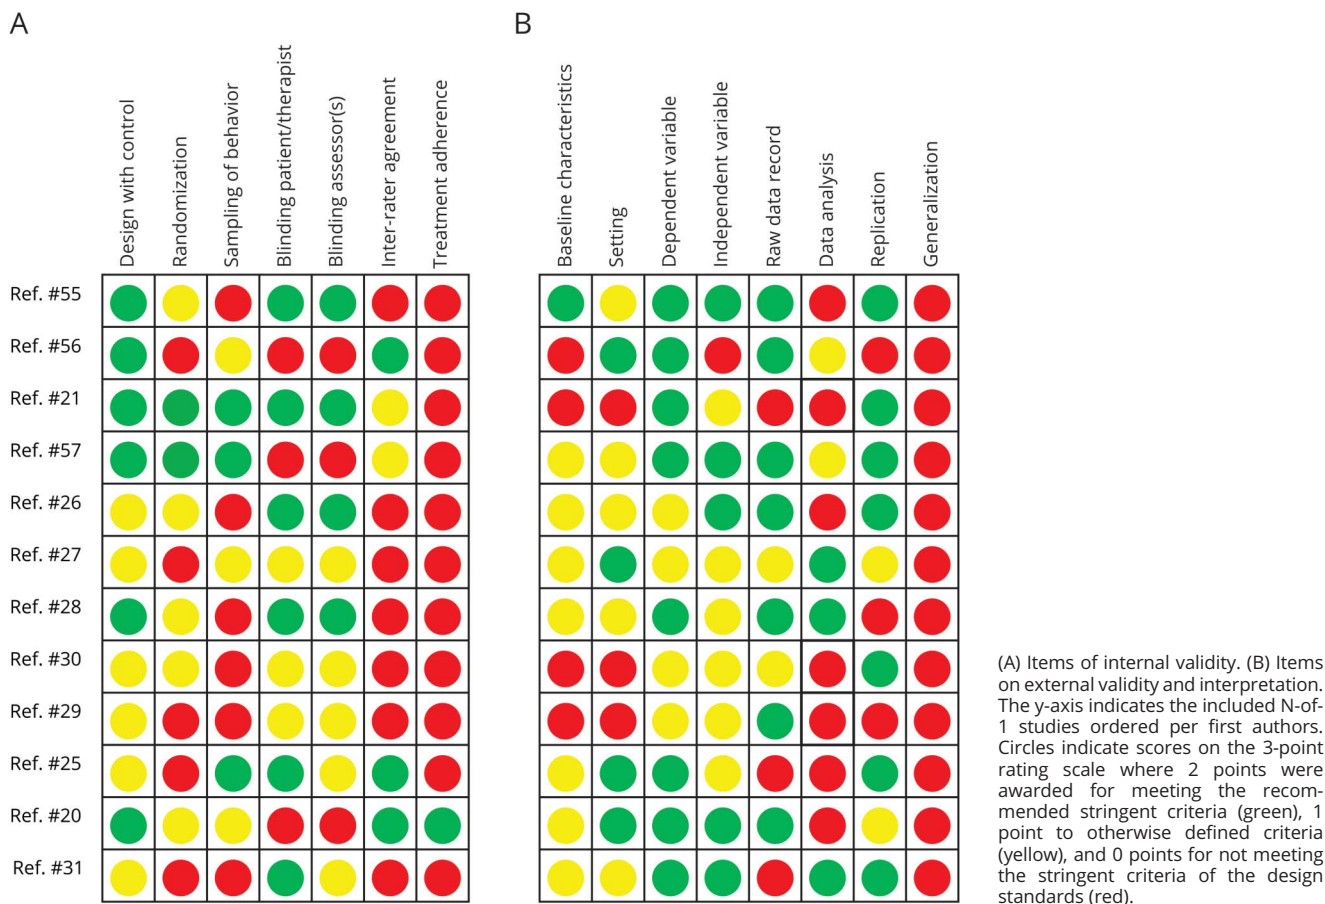 A
B
Design with control
Randomization
Sampling of behavior
Blinding patient/therapist
Blinding assessor(s)
Inter-rater agreement
Treatment adherence
Baseline characteristics
Setting
Dependent variable
Independent variable
Raw data record
Data analysis
Replication
Generalization
Ref. #55
Ref. #56
Ref. #21
Ref. #57
Ref. #26
Ref. #27
Ref. #28
Ref. #30
Ref. #29
Ref. #25
Ref. #20
Ref. #31
(A) Items of internal validity. (B) Items
on external validity and interpretation.
The y-axis indicates the included N-of-
1 studies ordered per first authors.
Circles indicate scores on the 3-point
rating scale where 2 points were
awarded for meeting the recom-
mended stringent criteria (green), 1
point to otherwise defined criteria
(yellow), and 0 points for not meeting
the stringent criteria of the design
standards (red).